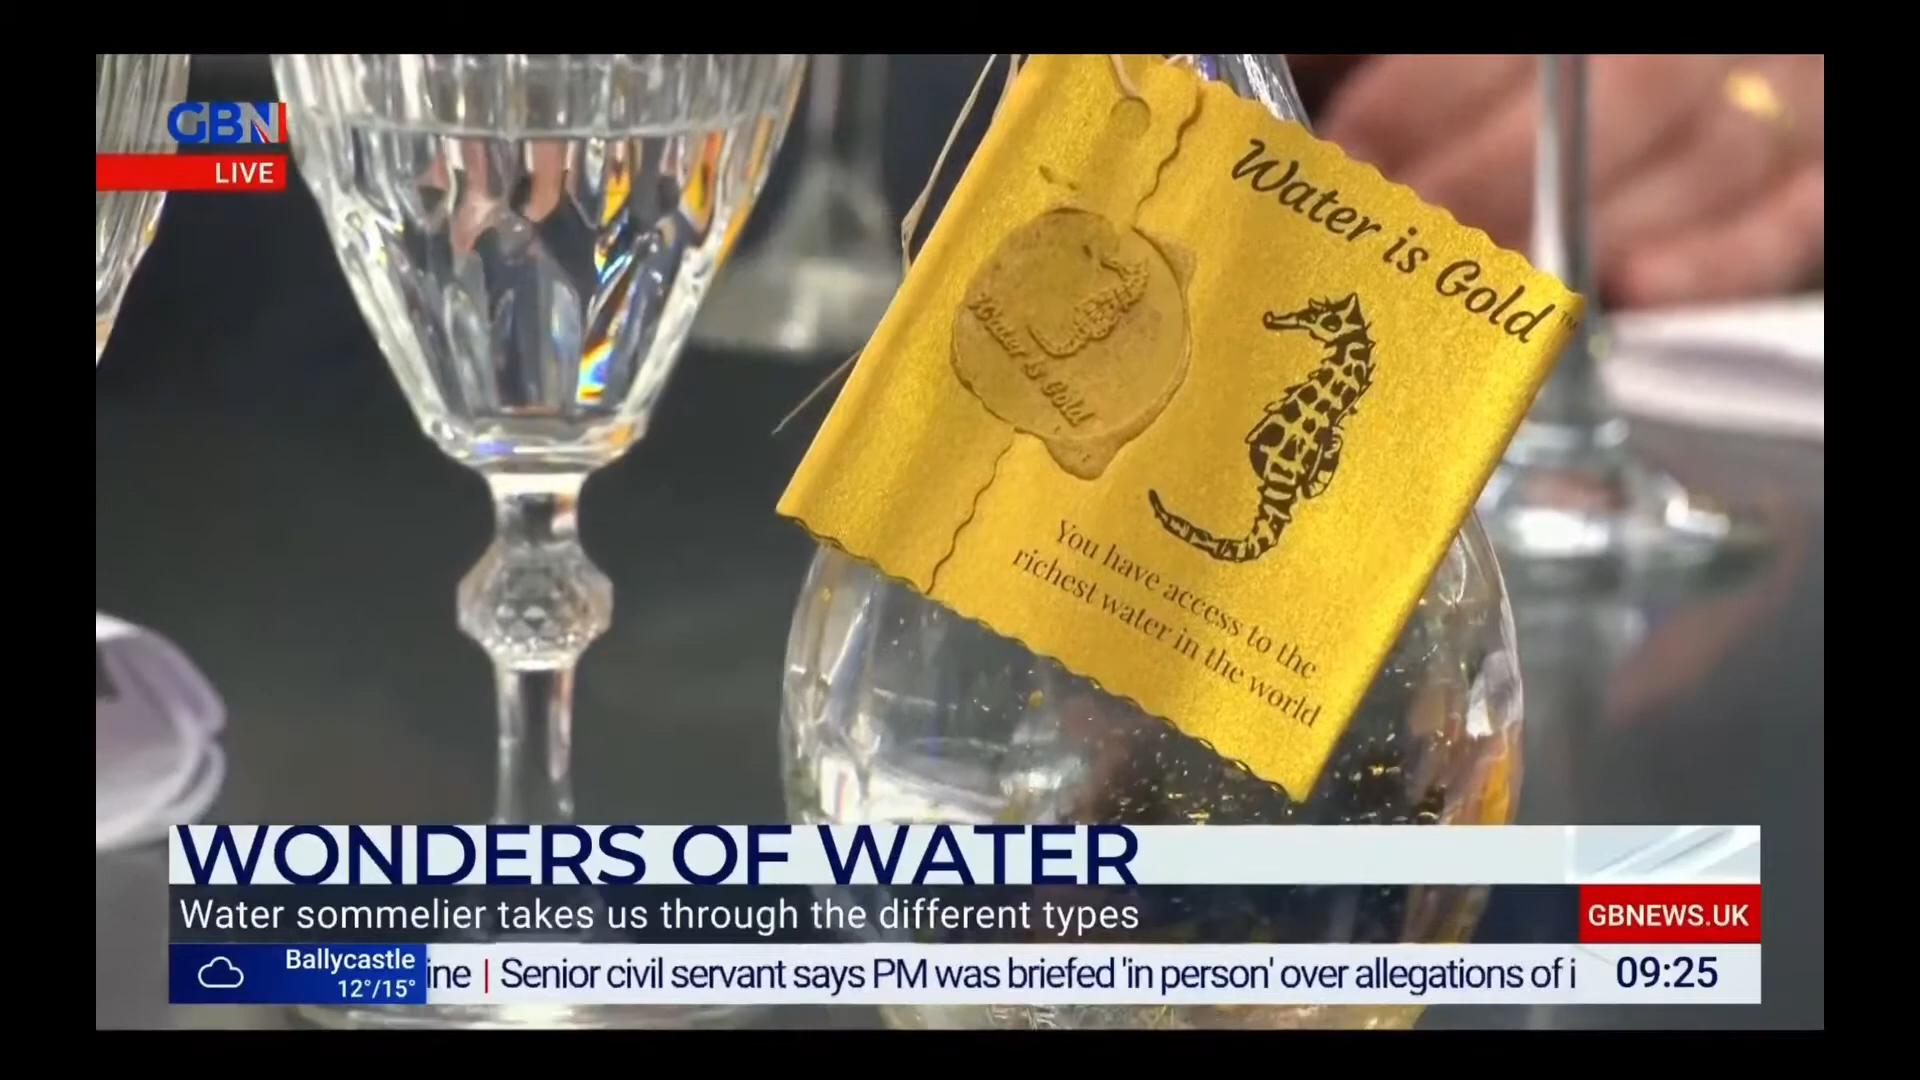 GBN
LIVE
Water is Gold™
Water is Gold
You have access to the
richest water in the world
WONDERS OF WATER
Water sommelier takes us through the different types
GBNEWS.UK
Ballycastle
12°/15°
ine | Senior civil servant says PM was briefed 'in person' over allegations of i
09:25